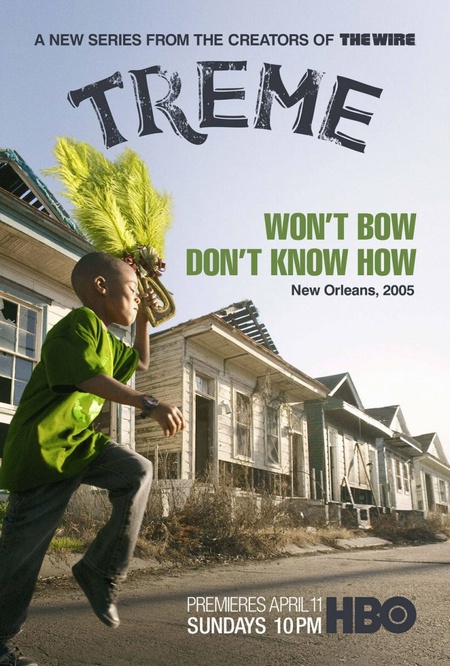 A NEW SERIES FROM THE CREATORS OF THE WIRE
TREME
WON'T BOW
DON'T KNOW HOW
New Orleans, 2005
PREMIERES APRIL 11
SUNDAYS 10PM HBO